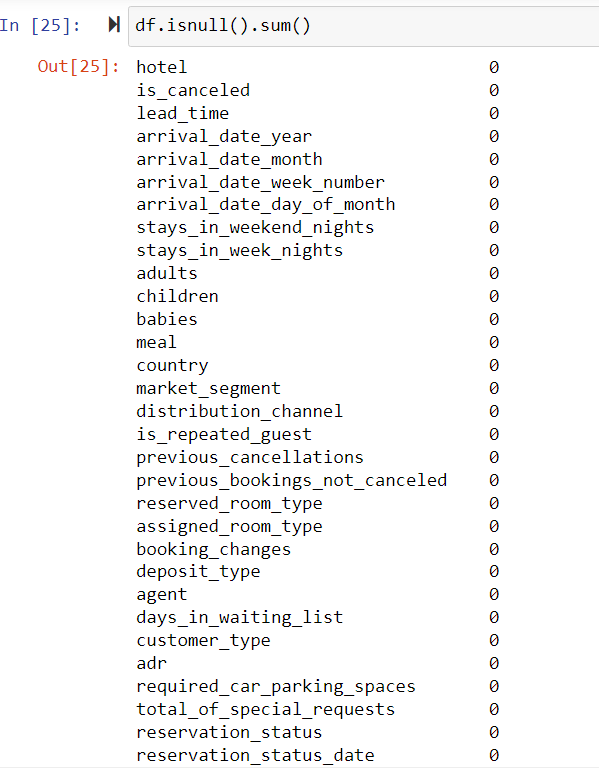 In [25]: df.isnull().sum()
Out[25]: hotel 0
is_canceled 0
lead_time 0
arrival_date_year 0
arrival_date_month 0
arrival_date_week_number 0
arrival_date_day_of_month 0
stays_in_weekend_nights 0
stays_in_week_nights 0
adults 0
children 0
babies 0
meal 0
country 0
market_segment 0
distribution_channel 0
is_repeated_guest 0
previous_cancellations 0
previous_bookings_not_canceled 0
reserved_room_type 0
assigned_room_type 0
booking_changes 0
deposit_type 0
agent 0
days_in_waiting_list 0
customer_type 0
adr 0
required_car_parking_spaces 0
total_of_special_requests 0
reservation_status 0
reservation_status_date 0